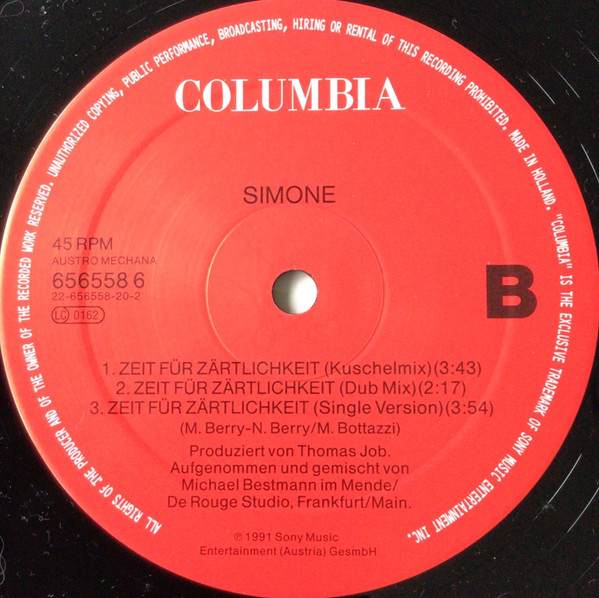 ALL RIGHTS OF THE PRODUCER AND OF THE OWNER OF THE RECORDED WORK RESERVED. UNAUTHORIZED COPYING, PUBLIC PERFORMANCE, BROADCASTING, HIRING OR RENTAL OF THIS RECORDING PROHIBITED. MADE IN HOLLAND. "COLUMBIA" IS THE EXCLUSIVE TRADEMARK OF SONY MUSIC ENTERTAINMENT INC.
COLUMBIA
SIMONE
45 RPM
AUSTRO MECHANA
656558 6
22-656558-20-2
LC 0162
B
1. ZEIT FÜR ZÄRTLICHKEIT (Kuschelmix)(3:43)
2. ZEIT FÜR ZÄRTLICHKEIT (Dub Mix)(2:17)
3. ZEIT FÜR ZÄRTLICHKEIT (Single Version)(3:54)
(M. Berry-N. Berry/M. Bottazzi)
Produziert von Thomas Job.
Aufgenommen und gemischt von
Michael Bestmann im Mende/
De Rouge Studio, Frankfurt/Main.
℗ 1991 Sony Music
Entertainment (Austria) GesmbH